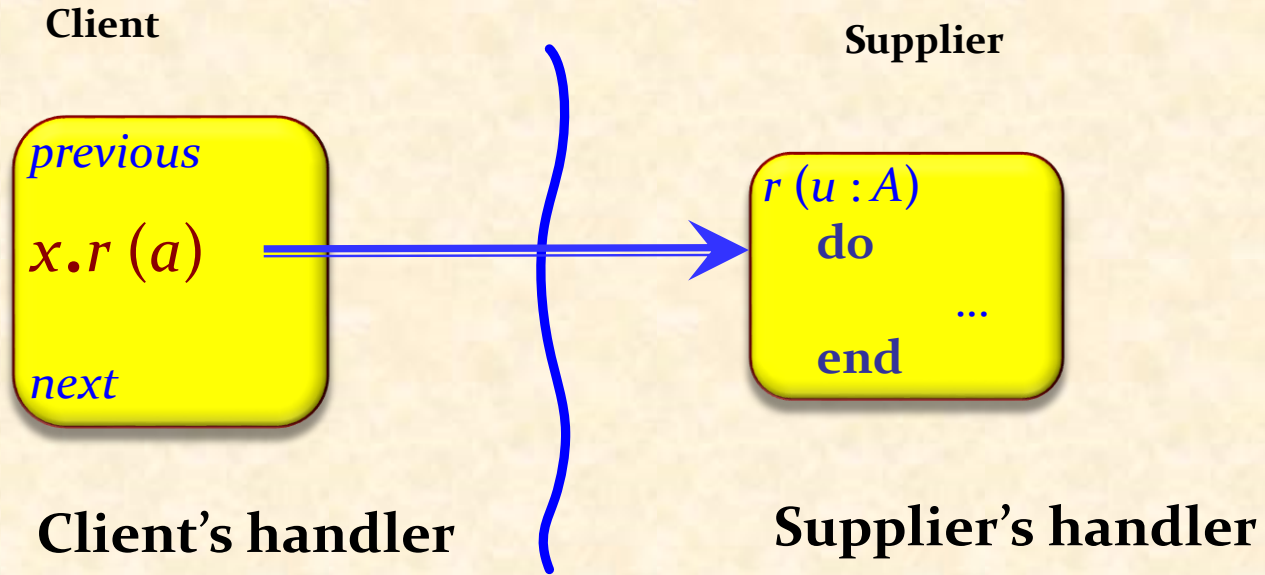 Client
previous
x.r (a)
next
Client’s handler
Supplier
r (u : A)
do
...
end
Supplier’s handler